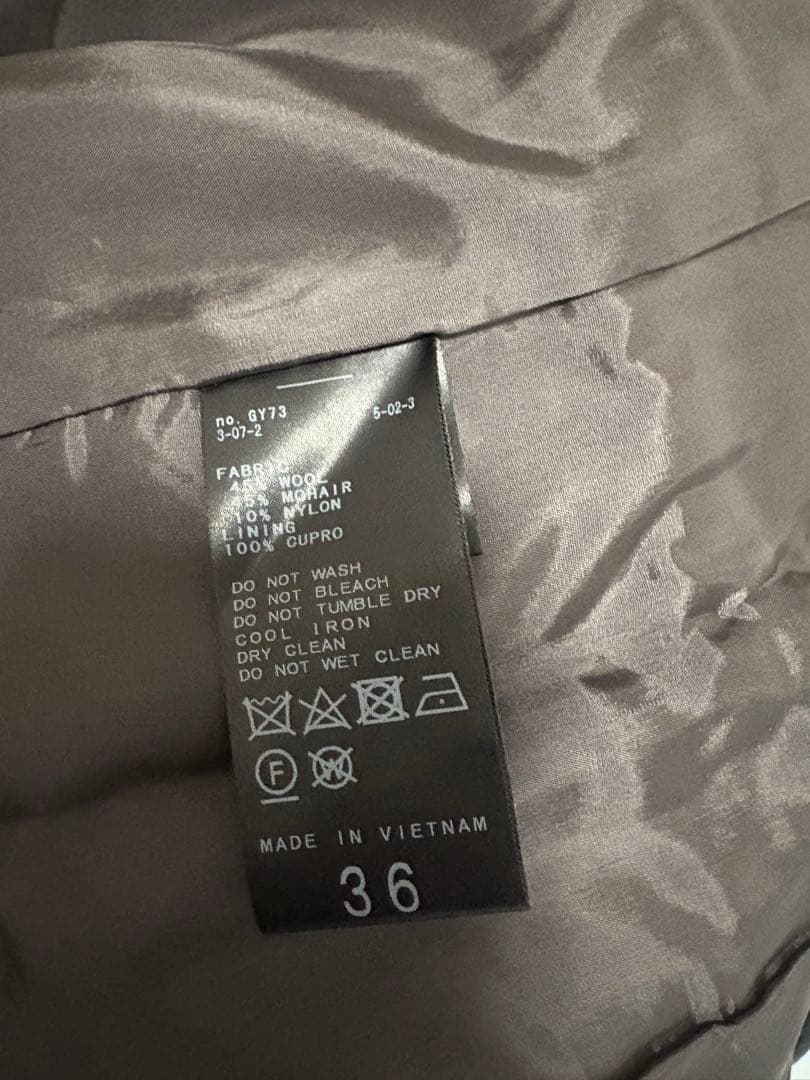 no. GY73
3-07-2
5-02-3
FABRIC
45% WOOL
45% MOHAIR
10% NYLON
LINING
100% CUPRO
DO NOT WASH
DO NOT BLEACH
DO NOT TUMBLE DRY
COOL IRON
DRY CLEAN
DO NOT WET CLEAN
F
W
MADE IN VIETNAM
36